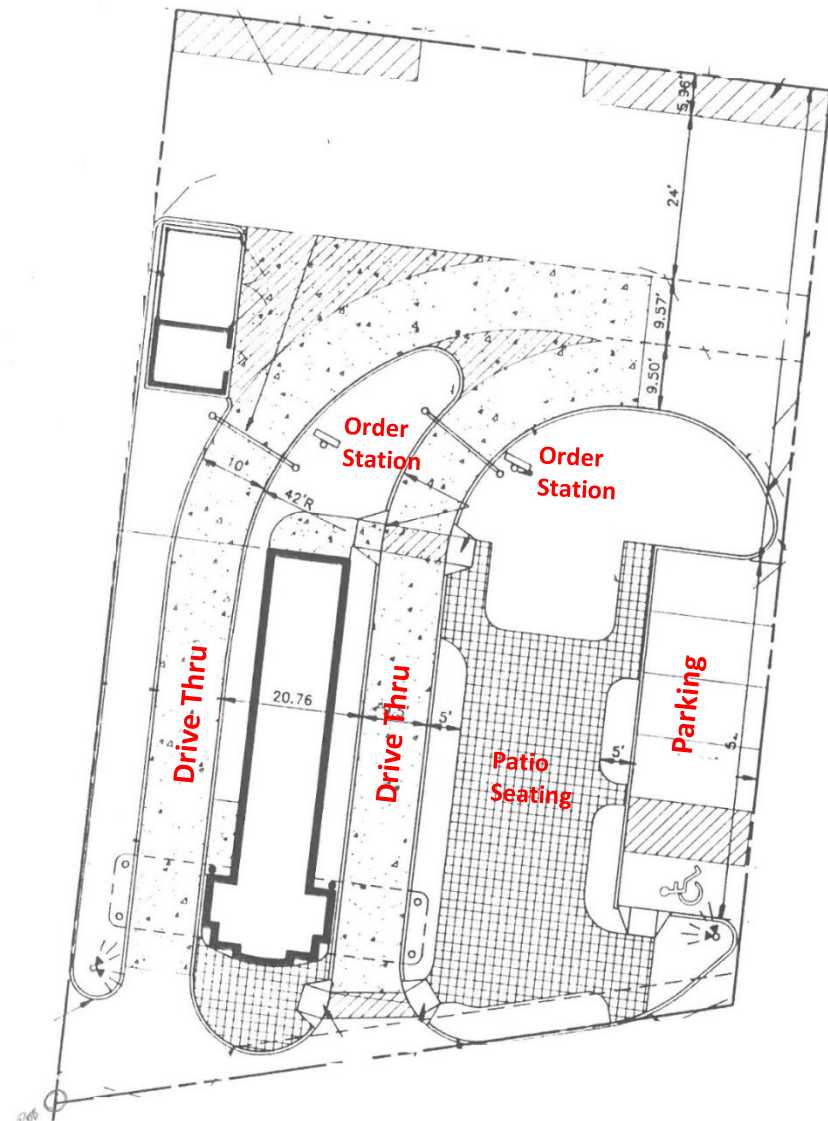 5.96'
24'
9.57'
9.50'
Order
Station
Order
Station
10'
42'R
Drive Thru
20.76
Drive Thru
5'
Patio
Seating
5'
Parking